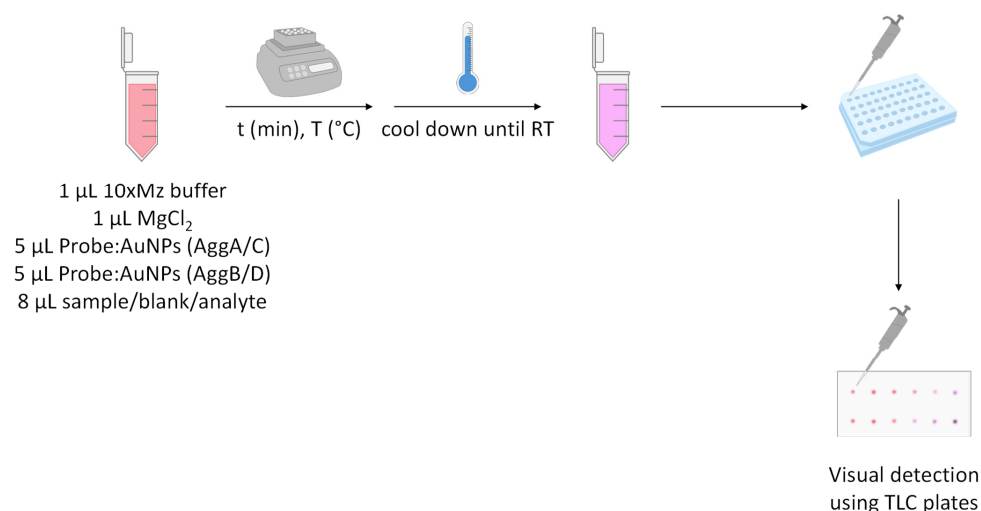 t (min), T (°C)
cool down until RT
1 µL 10xMz buffer
1 µL MgCl₂
5 µL Probe:AuNPs (AggA/C)
5 µL Probe:AuNPs (AggB/D)
8 µL sample/blank/analyte
Visual detection
using TLC plates